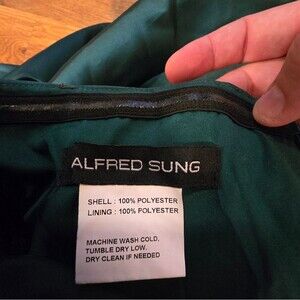 ALFRED SUNG
SHELL : 100% POLYESTER
LINING : 100% POLYESTER
MACHINE WASH COLD,
TUMBLE DRY LOW.
DRY CLEAN IF NEEDED